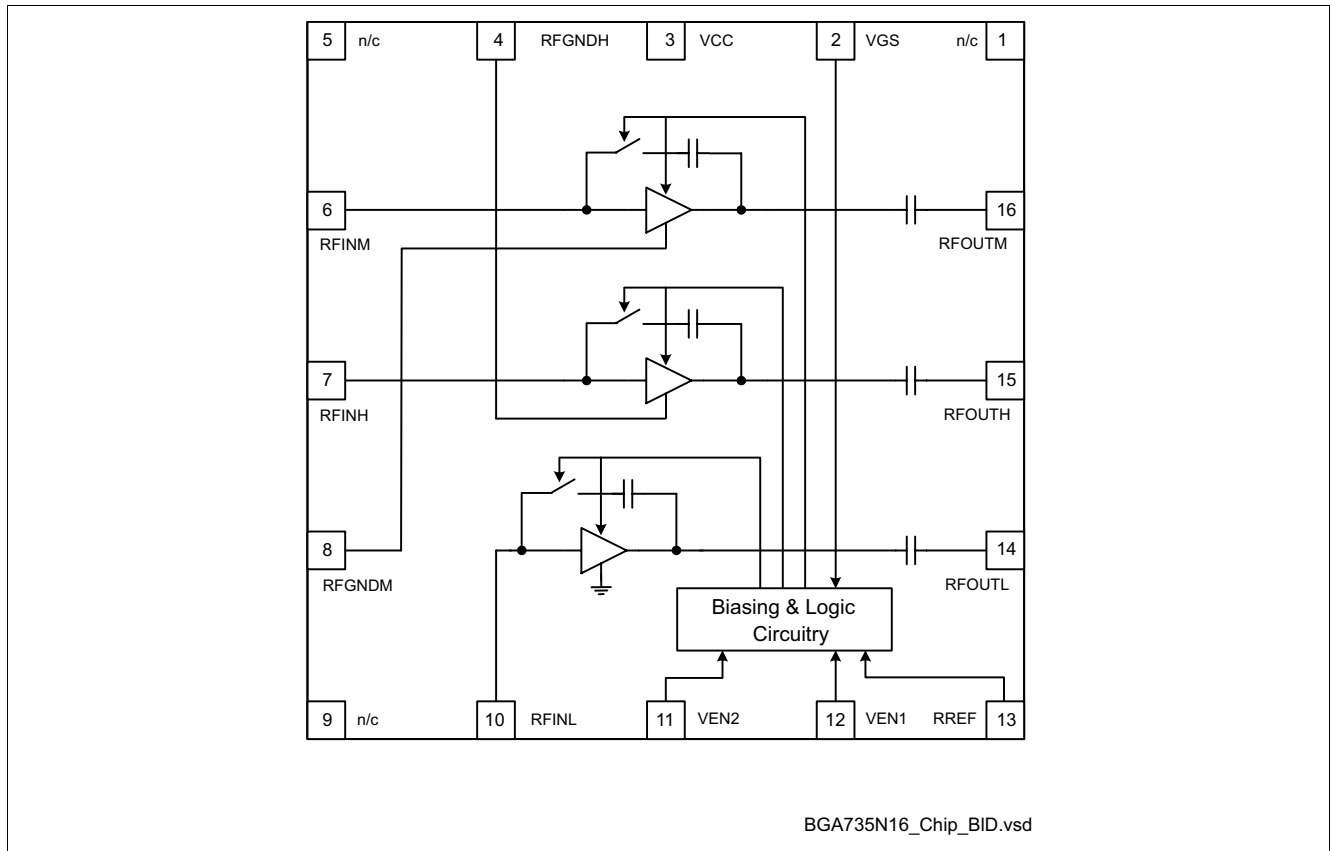 5 n/c 4 RFGNDH 3 VCC 2 VGS n/c 1
6 16
RFINM RFOUTM
7 15
RFINH RFOUTH
8 14
RFGNDM RFOUTL
Biasing & Logic
Circuitry
9 n/c 10 RFINL 11 VEN2 12 VEN1 RREF 13
BGA735N16_Chip_BID.vsd